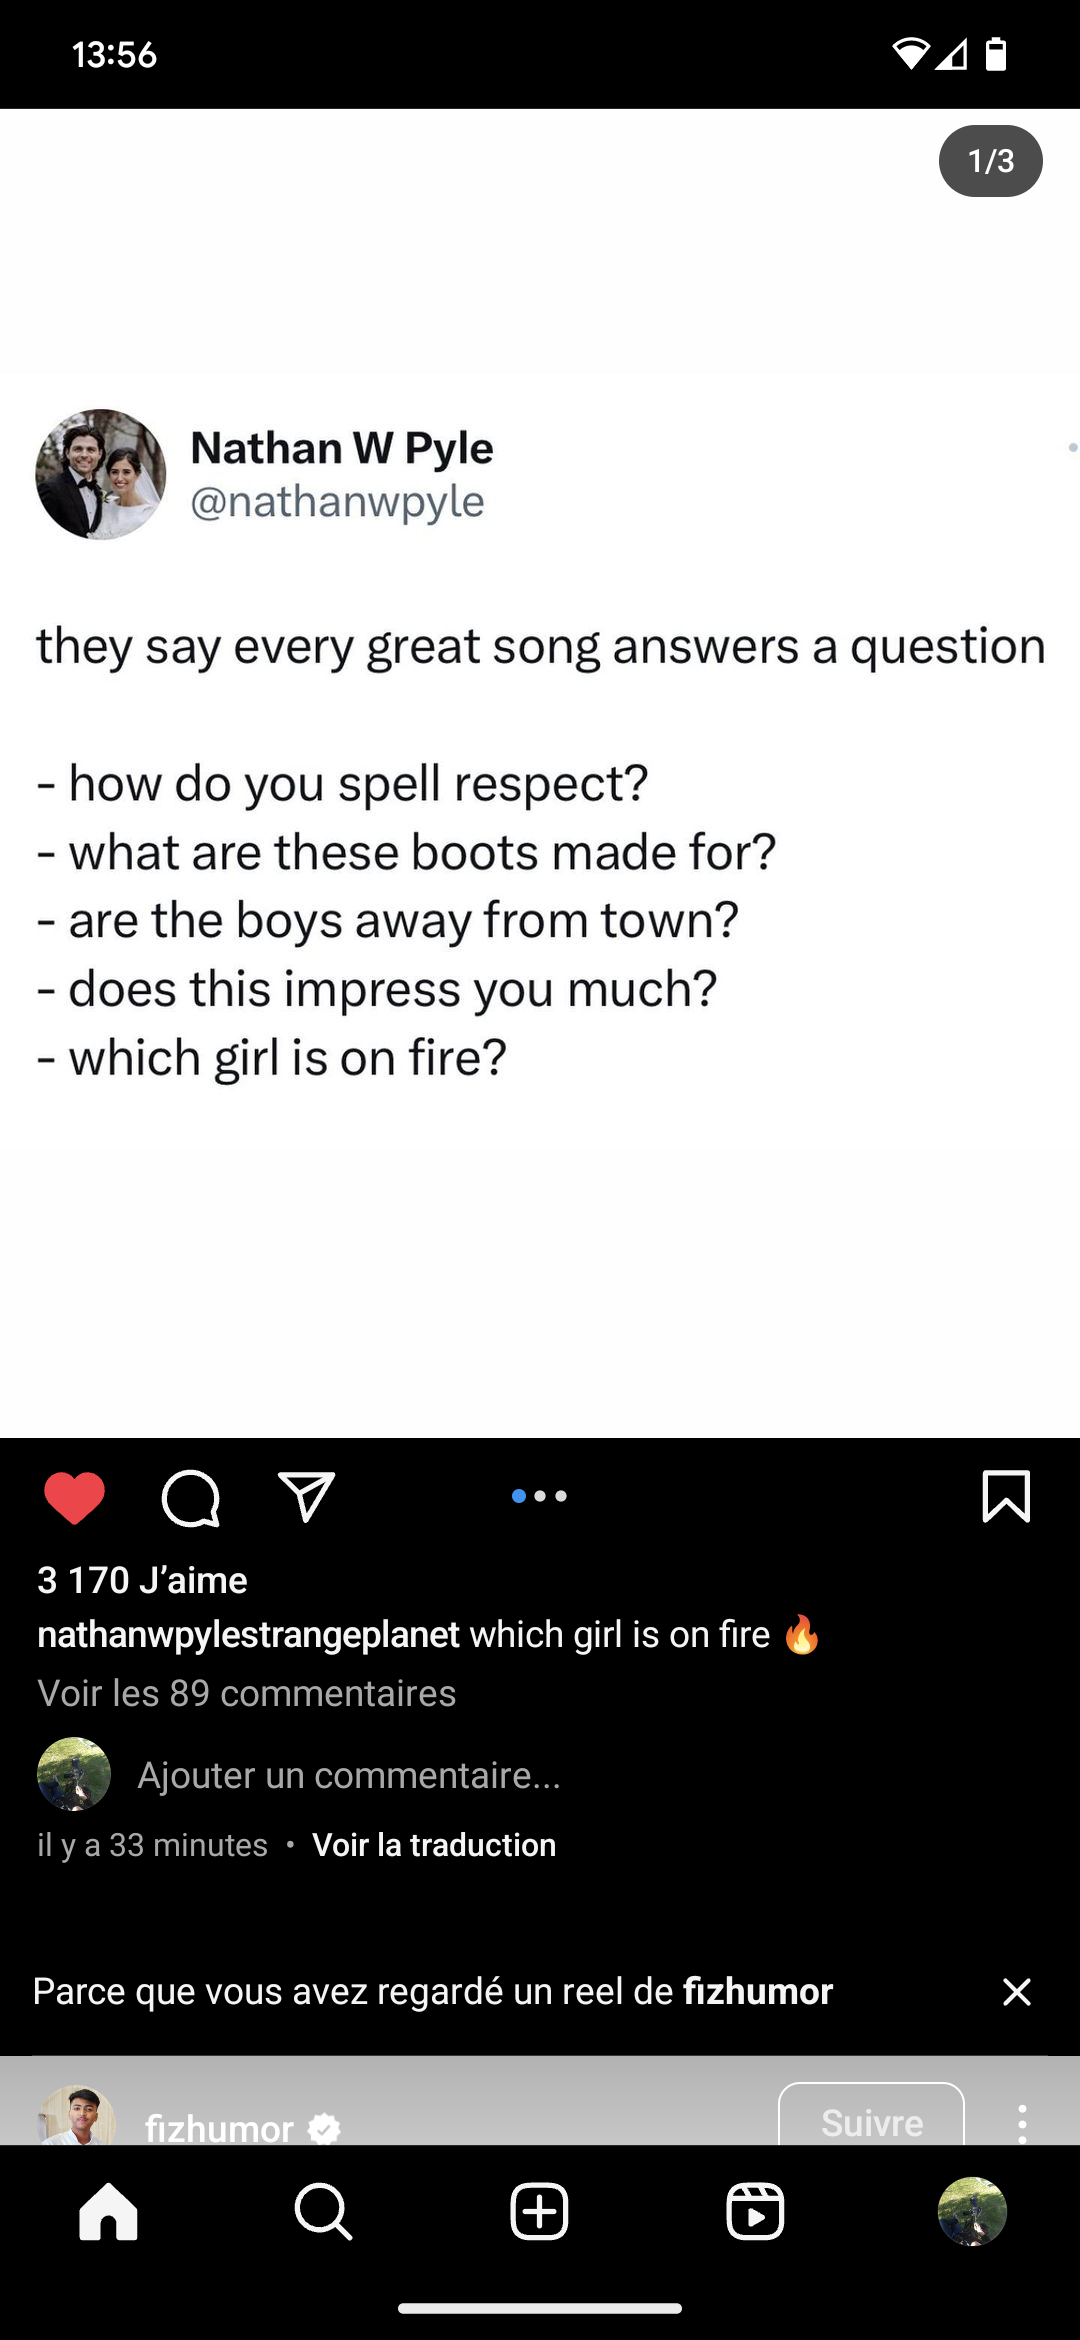 13:56
1/3
Nathan W Pyle
@nathanwpyle
they say every great song answers a question
- how do you spell respect?
- what are these boots made for?
- are the boys away from town?
- does this impress you much?
- which girl is on fire?
3 170 J’aime
nathanwpylestrangeplanet which girl is on fire 🔥
Voir les 89 commentaires
Ajouter un commentaire...
il y a 33 minutes • Voir la traduction
Parce que vous avez regardé un reel de fizhumor
fizhumor
Suivre